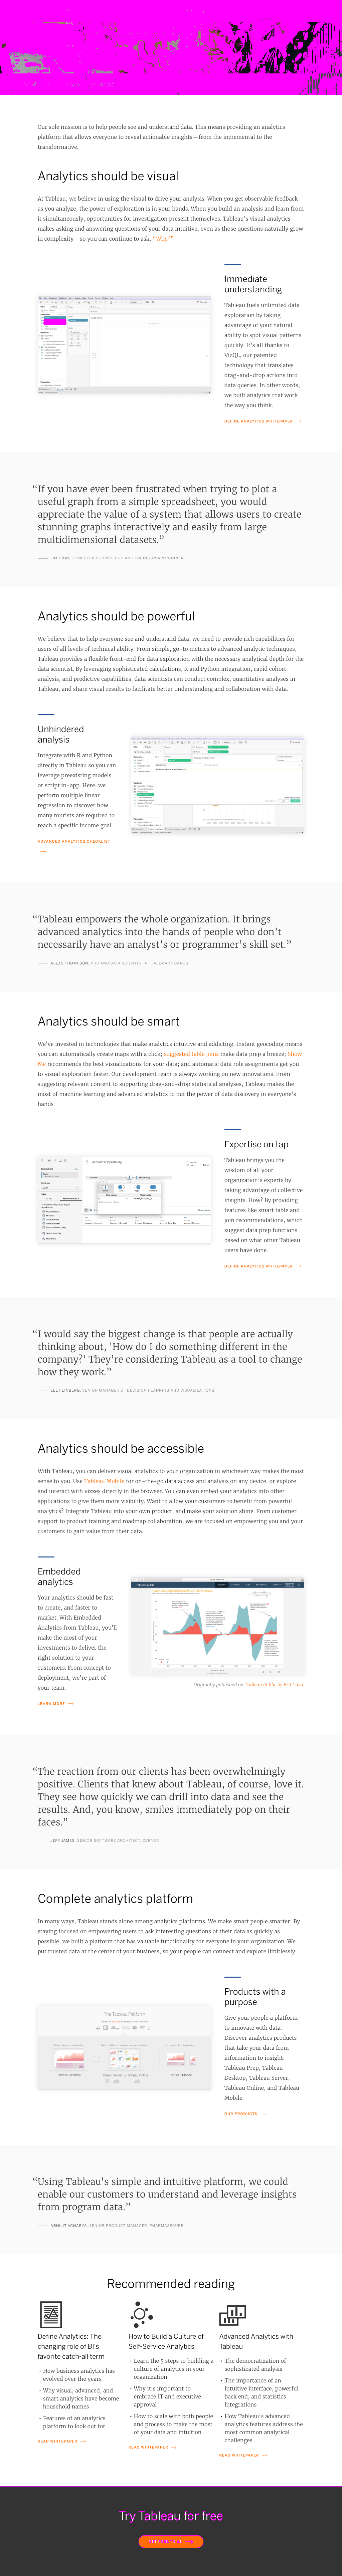 Our sole mission is to help people see and understand data. This means providing an analytics
platform that allows everyone to reveal actionable insights—from the incremental to the
transformative.
Analytics should be visual
At Tableau, we believe in using the visual to drive your analysis. When you get observable feedback
as you analyze, the power of exploration is in your hands. When you build an analysis and learn from
it simultaneously, opportunities for investigation present themselves. Tableau's visual analytics
makes asking and answering questions of your data intuitive, even as those questions naturally grow
in complexity—so you can continue to ask, "Why?"
Immediate
understanding
Tableau fuels unlimited data
exploration by taking
advantage of your natural
ability to spot visual patterns
quickly. It's all thanks to
VizQL, our patented
technology that translates
drag-and-drop actions into
data queries. In other words,
we built analytics that work
the way you think.
DEFINE ANALYTICS WHITEPAPER
“If you have ever been frustrated when trying to plot a
useful graph from a simple spreadsheet, you would
appreciate the value of a system that allows users to create
stunning graphs interactively and easily from large
multidimensional datasets.”
JIM GRAY, COMPUTER SCIENCE PHD AND TURING AWARD WINNER
Analytics should be powerful
We believe that to help everyone see and understand data, we need to provide rich capabilities for
users of all levels of technical ability. From simple, go-to metrics to advanced analytic techniques,
Tableau provides a flexible front-end for data exploration with the necessary analytical depth for the
data scientist. By leveraging sophisticated calculations, R and Python integration, rapid cohort
analysis, and predictive capabilities, data scientists can conduct complex, quantitative analyses in
Tableau, and share visual results to facilitate better understanding and collaboration with data.
Unhindered
analysis
Integrate with R and Python
directly in Tableau so you can
leverage preexisting models
or script in-app. Here, we
perform multiple linear
regression to discover how
many tourists are required to
reach a specific income goal.
ADVANCED ANALYTICS CHECKLIST
“Tableau empowers the whole organization. It brings
advanced analytics into the hands of people who don’t
necessarily have an analyst’s or programmer’s skill set.”
ALEXO THOMPSON, PHD AND DATA SCIENTIST AT HALLMARK CARDS
Analytics should be smart
We've invested in technologies that make analytics intuitive and addicting. Instant geocoding means
you can automatically create maps with a click; suggested table joins make data prep a breeze; Show
Me recommends the best visualizations for your data; and automatic data role assignments get you
to visual exploration faster. Our development team is always working on new innovations. From
suggesting relevant content to supporting drag-and-drop statistical analyses, Tableau makes the
most of machine learning and advanced analytics to put the power of data discovery in everyone's
hands.
Expertise on tap
Tableau brings you the
wisdom of all your
organization's experts by
taking advantage of collective
insights. How? By providing
features like smart table and
join recommendations, which
suggest data prep functions
based on what other Tableau
users have done.
DEFINE ANALYTICS WHITEPAPER
“I would say the biggest change is that people are actually
thinking about, 'How do I do something different in the
company?' They're considering Tableau as a tool to change
how they work.”
LEE FEINBERG, SENIOR MANAGER OF DECISION PLANNING AND VISUALIZATIONS
Analytics should be accessible
With Tableau, you can deliver visual analytics to your organization in whichever way makes the most
sense to you. Use Tableau Mobile for on-the-go data access and analysis on any device, or explore
and interact with vizzes directly in the browser. You can even embed your analytics into other
applications to give them more visibility. Want to allow your customers to benefit from powerful
analytics? Integrate Tableau into your own product, and make your solution shine. From customer
support to product training and roadmap collaboration, we are focused on empowering you and your
customers to gain value from their data.
Embedded
analytics
Your analytics should be fast
to create, and faster to
market. With Embedded
Analytics from Tableau, you'll
make the most of your
investments to deliver the
right solution to your
customers. From concept to
deployment, we're part of
your team.
LEARN MORE
Originally published on Tableau Public by Brit Cava.
“The reaction from our clients has been overwhelmingly
positive. Clients that knew about Tableau, of course, love it.
They see how quickly we can drill into data and see the
results. And, you know, smiles immediately pop on their
faces.”
JEFF JAMES, SENIOR SOFTWARE ARCHITECT, CERNER
Complete analytics platform
In many ways, Tableau stands alone among analytics platforms. We make smart people smarter. By
staying focused on empowering users to ask interesting questions of their data as quickly as
possible, we built a platform that has valuable functionality for everyone in your organization. We
put trusted data at the center of your business, so your people can connect and explore limitlessly.
The Tableau Platform
Products with a
purpose
Give your people a platform
to innovate with data.
Discover analytics products
that take your data from
information to insight:
Tableau Prep, Tableau
Desktop, Tableau Server,
Tableau Online, and Tableau
Mobile.
OUR PRODUCTS
“Using Tableau's simple and intuitive platform, we could
enable our customers to understand and leverage insights
from program data.”
ABHIJIT ACHARYA, SENIOR PRODUCT MANAGER, PHARMASECURE
Recommended reading
Define Analytics: The
changing role of BI's
favorite catch-all term
• How business analytics has
evolved over the years
• Why visual, advanced, and
smart analytics have become
household names
• Features of an analytics
platform to look out for
READ WHITEPAPER
How to Build a Culture of
Self-Service Analytics
• Learn the 5 steps to building a
culture of analytics in your
organization
• Why it's important to
embrace IT and executive
approval
• How to scale with both people
and process to make the most
of your data and intuition
READ WHITEPAPER
Advanced Analytics with
Tableau
• The democratization of
sophisticated analysis
• The importance of an
intuitive interface, powerful
back end, and statistics
integrations
• How Tableau's advanced
analytics features address the
most common analytical
challenges
READ WHITEPAPER
Try Tableau for free